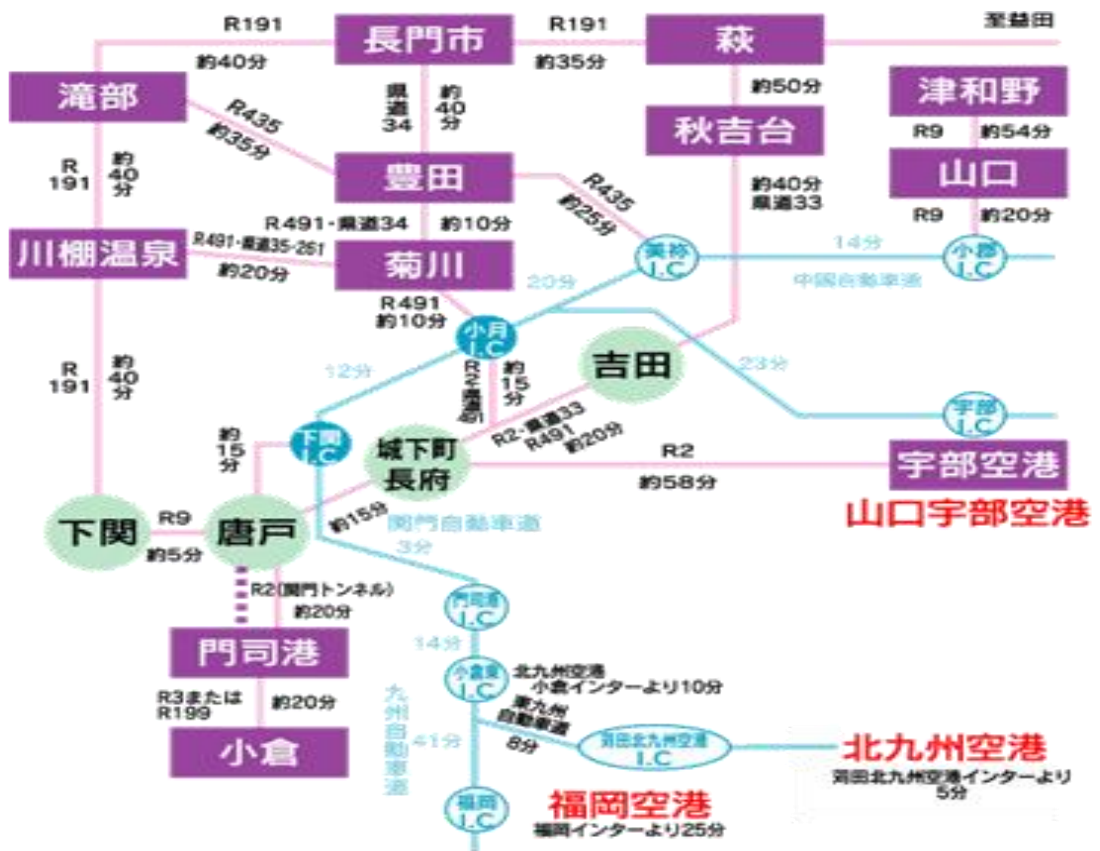 R191
長門市
R191
萩
至益田
約40分
約35分
滝部
県道34
約40分
約50分
津和野
R435
約35分
秋吉台
R9
約54分
R
191
約40分
豊田
R435
約25分
約40分
県道33
山口
R491・県道34
約10分
R9
約20分
川棚温泉
R491・県道35・261
約20分
菊川
美祢
I.C
14分
小郡
I.C
20分
中国自動車道
R491
約10分
小月
I.C
吉田
23分
R
191
約40分
12分
R2・県道491
約15分
宇部
I.C
約15分
下関
I.C
城下町
長府
R2・県道33
R491
約20分
R2
約58分
宇部空港
山口宇部空港
下関
R9
約5分
唐戸
約15分
関門自動車道
3分
R2(関門トンネル)
約20分
門司港
I.C
門司港
14分
小倉東
I.C
北九州空港
小倉インターより10分
R3または
R199
約20分
九州自動車道
東九州
自動車道
8分
小倉
41分
苅田北九州空港
I.C
北九州空港
苅田北九州空港インターより
5分
福岡
I.C
福岡空港
福岡インターより25分